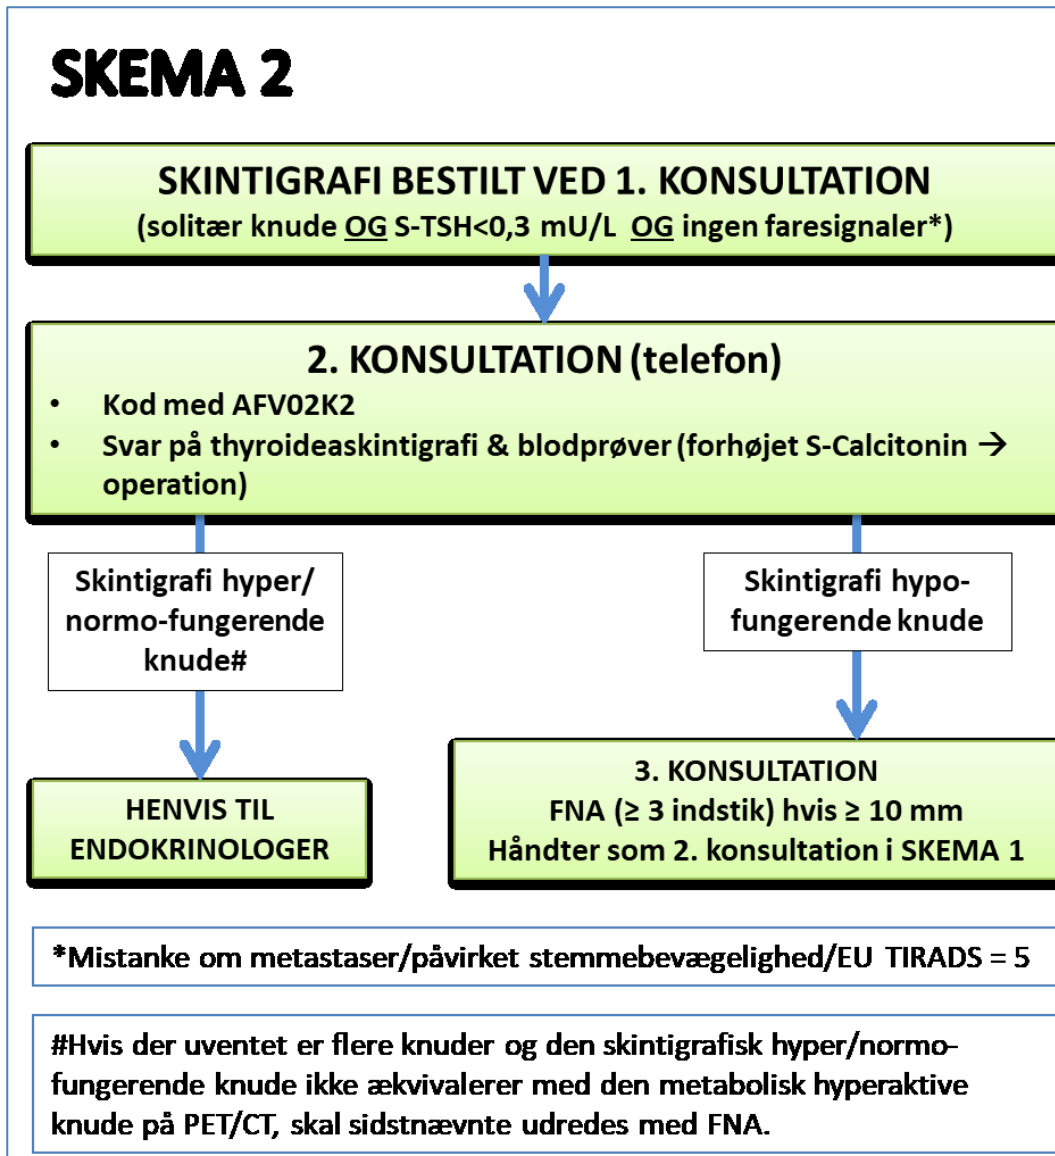 SKEMA 2
SKINTIGRAFI BESTILT VED 1. KONSULTATION
(solitær knude OG S-TSH<0,3 mU/L OG ingen faresignaler*)
2. KONSULTATION (telefon)
• Kod med AFV02K2
• Svar på thyroideaskintigrafi & blodprøver (forhøjet S-Calcitonin →
operation)
Skintigrafi hyper/
normo-fungerende
knude#
Skintigrafi hypo-
fungerende knude
HENVIS TIL
ENDOKRINOLOGER
3. KONSULTATION
FNA (≥ 3 indstik) hvis ≥ 10 mm
Håndter som 2. konsultation i SKEMA 1
*Mistanke om metastaser/påvirket stemmebevægelighed/EU TIRADS = 5
#Hvis der uventet er flere knuder og den skintigrafisk hyper/normo-
fungerende knude ikke ækvivalerer med den metabolisk hyperaktive
knude på PET/CT, skal sidstnævnte udredes med FNA.